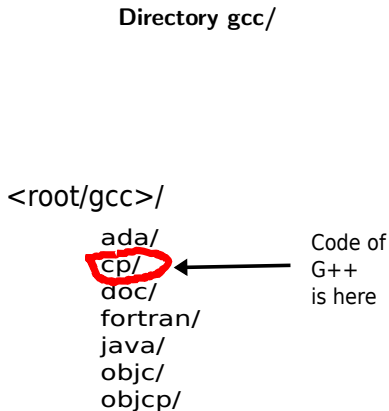 Directory gcc/
<root/gcc>/
ada/
cp/
doc/
fortran/
java/
objc/
objcp/
Code of
G++
is here